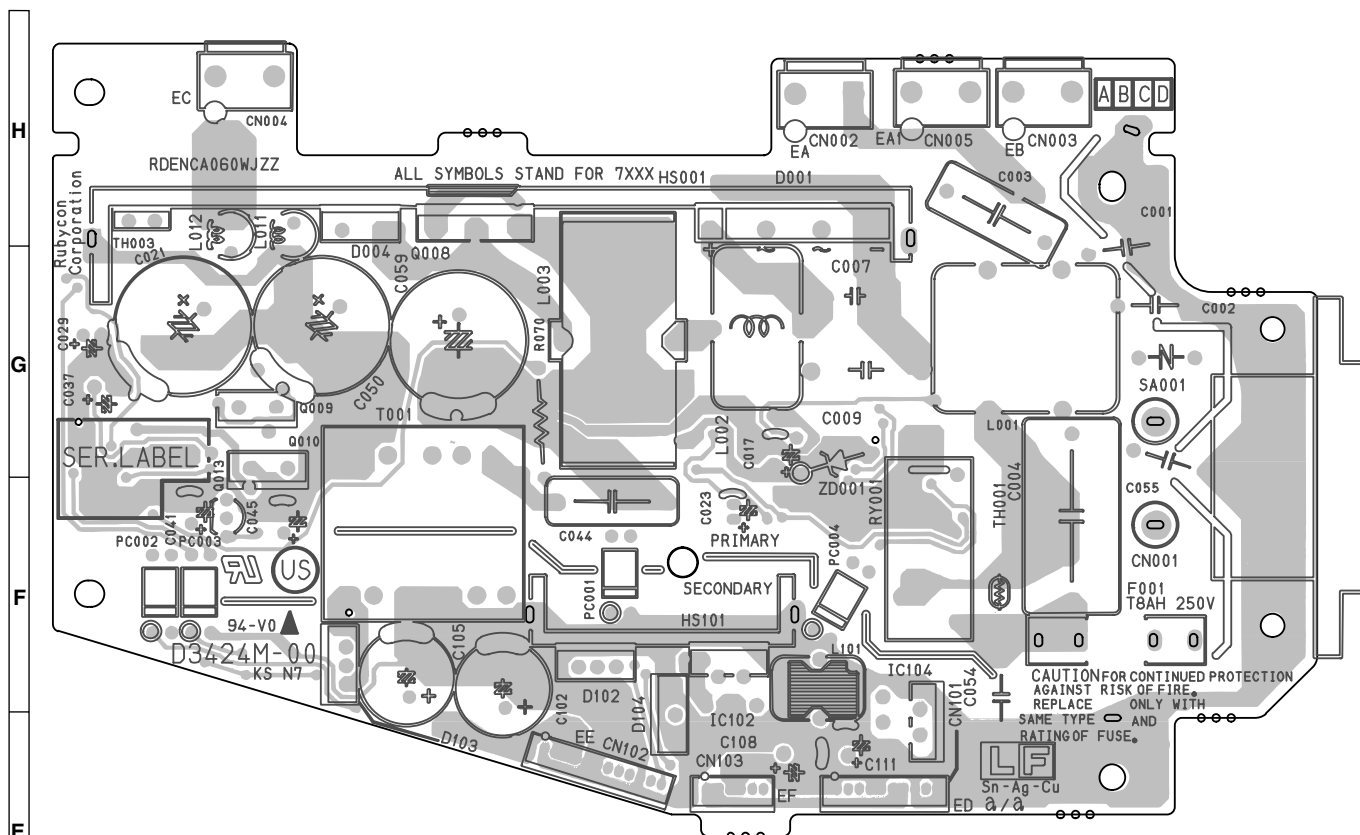 H
EC
CN004
EA
CN002
EA1
CN005
EB
CN003
A B C D
RDENCA060WJZZ
ALL SYMBOLS STAND FOR 7XXX
HS001
D001
C003
C001
Rubycon
Corporation
TH003
L012
L011
D004
Q008
C021
C059
L003
C007
C002
G
C029
R070
SA001
C037
Q009
C050
T001
C009
L001
L002
Q010
C017
SER.LABEL
Q013
ZD001
RY001
TH001
C004
C055
C041
C045
C023
PC002
PC003
C044
PRIMARY
PC004
CN001
US
SECONDARY
F
PC001
F001
T8AH 250V
94-V0
HS101
D3424M-00
KS N7
C105
L101
D102
IC104
CN101
C054
CAUTION FOR CONTINUED PROTECTION
AGAINST RISK OF FIRE.
REPLACE ONLY WITH
SAME TYPE AND
RATING OF FUSE.
C102
D104
IC102
D103
EE
CN102
C108
CN103
C111
EF
LF
Sn-Ag-Cu
ED
a/a
E